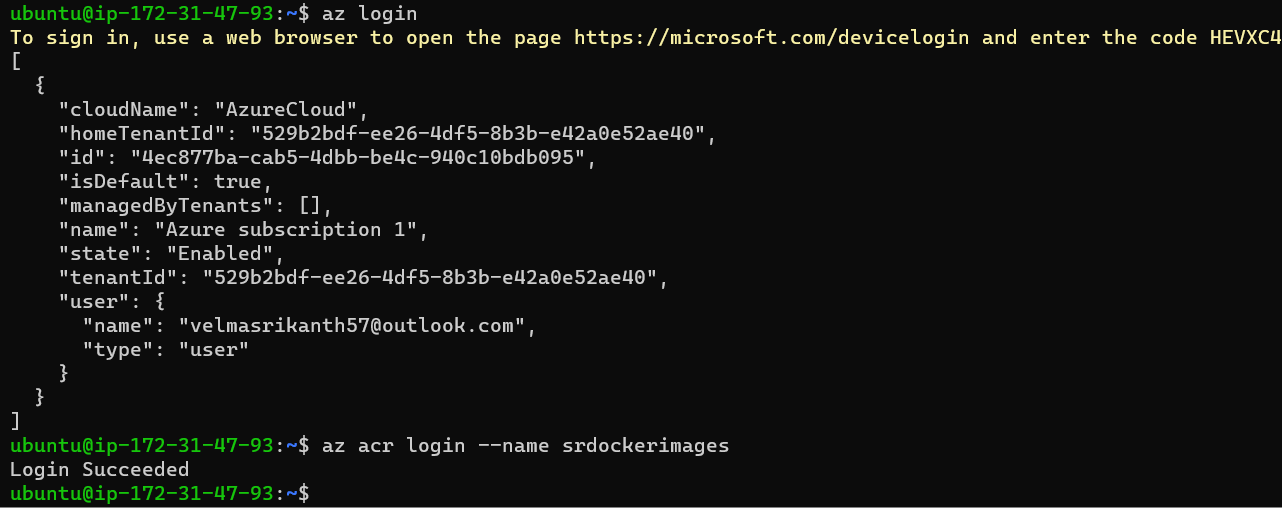 ubuntu@ip-172-31-47-93:~$ az login
To sign in, use a web browser to open the page https://microsoft.com/devicelogin and enter the code HEVXC4
[
  {
    "cloudName": "AzureCloud",
    "homeTenantId": "529b2bdf-ee26-4df5-8b3b-e42a0e52ae40",
    "id": "4ec877ba-cab5-4dbb-be4c-940c10bdb095",
    "isDefault": true,
    "managedByTenants": [],
    "name": "Azure subscription 1",
    "state": "Enabled",
    "tenantId": "529b2bdf-ee26-4df5-8b3b-e42a0e52ae40",
    "user": {
      "name": "velmasrikanth57@outlook.com",
      "type": "user"
    }
  }
]
ubuntu@ip-172-31-47-93:~$ az acr login --name srdockerimages
Login Succeeded
ubuntu@ip-172-31-47-93:~$